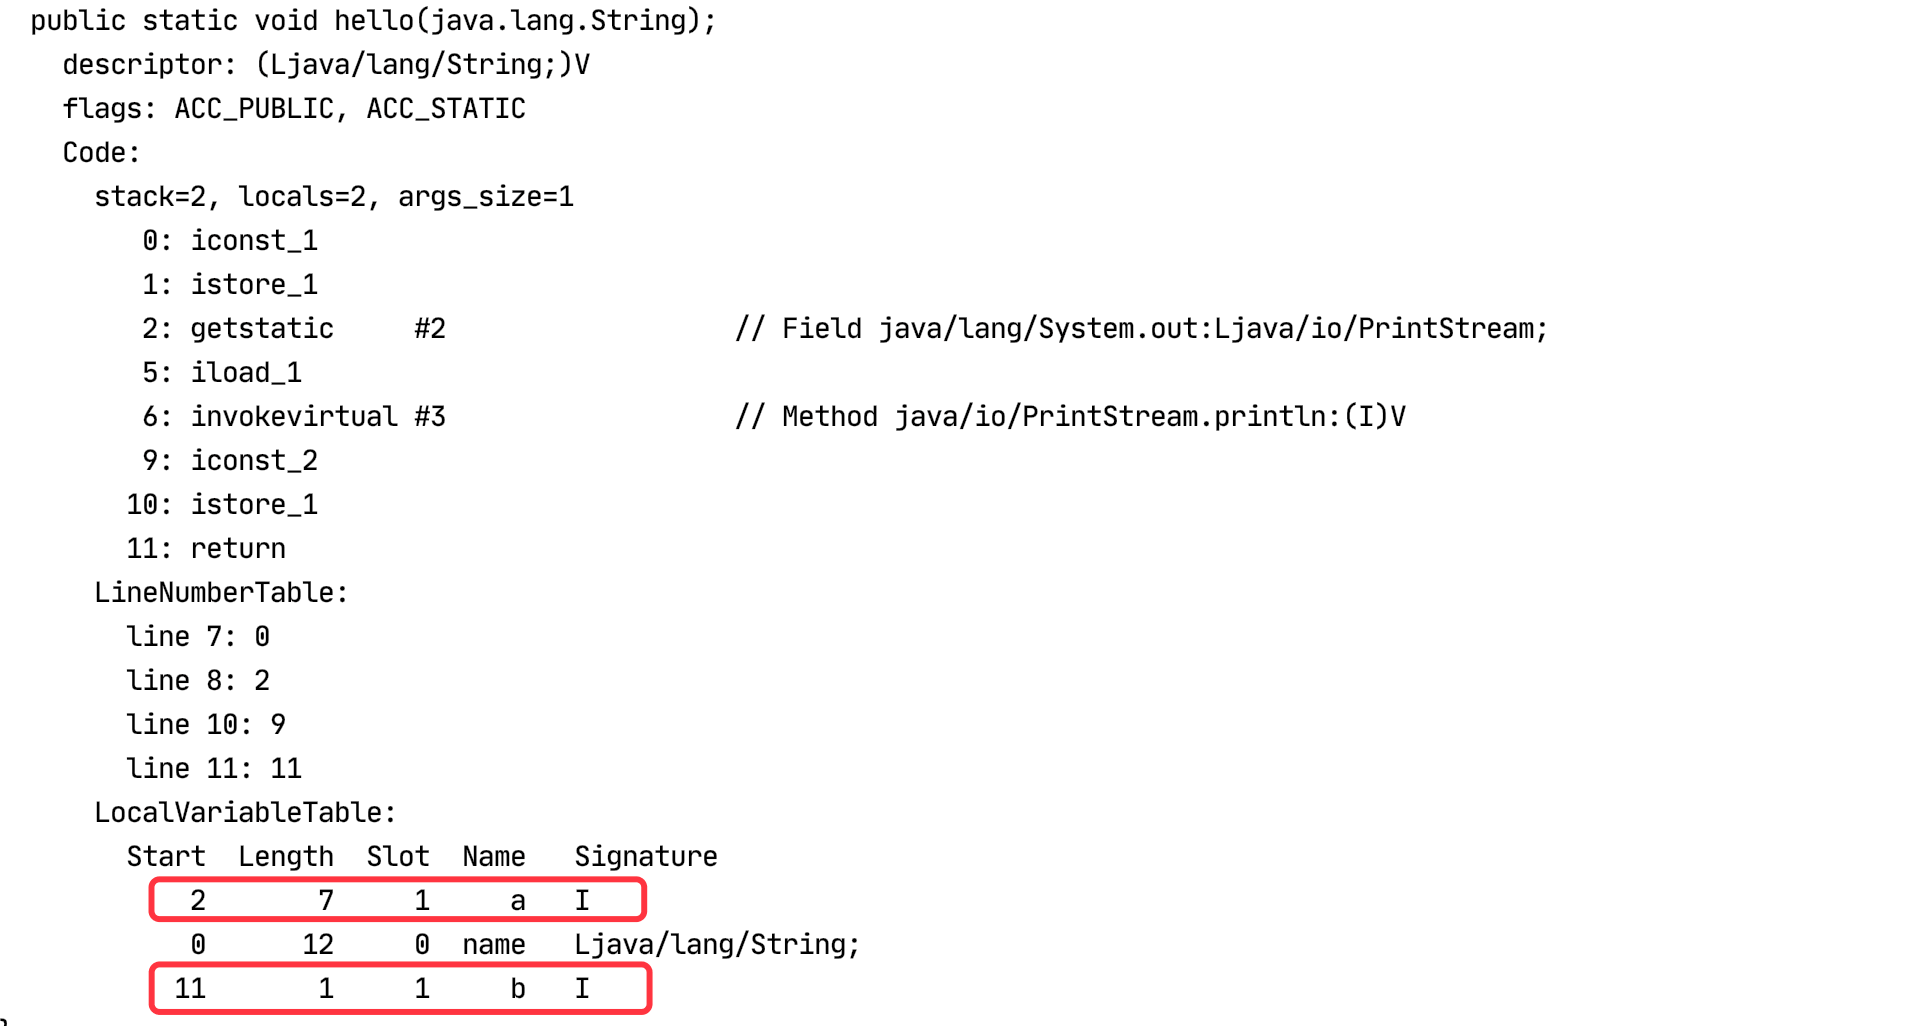 public static void hello(java.lang.String);
descriptor: (Ljava/lang/String;)V
flags: ACC_PUBLIC, ACC_STATIC
Code:
stack=2, locals=2, args_size=1
0: iconst_1
1: istore_1
2: getstatic     #2                  // Field java/lang/System.out:Ljava/io/PrintStream;
5: iload_1
6: invokevirtual #3                  // Method java/io/PrintStream.println:(I)V
9: iconst_2
10: istore_1
11: return
LineNumberTable:
line 7: 0
line 8: 2
line 10: 9
line 11: 11
LocalVariableTable:
Start  Length  Slot  Name   Signature
2       7     1     a   I
0      12     0  name   Ljava/lang/String;
11       1     1     b   I